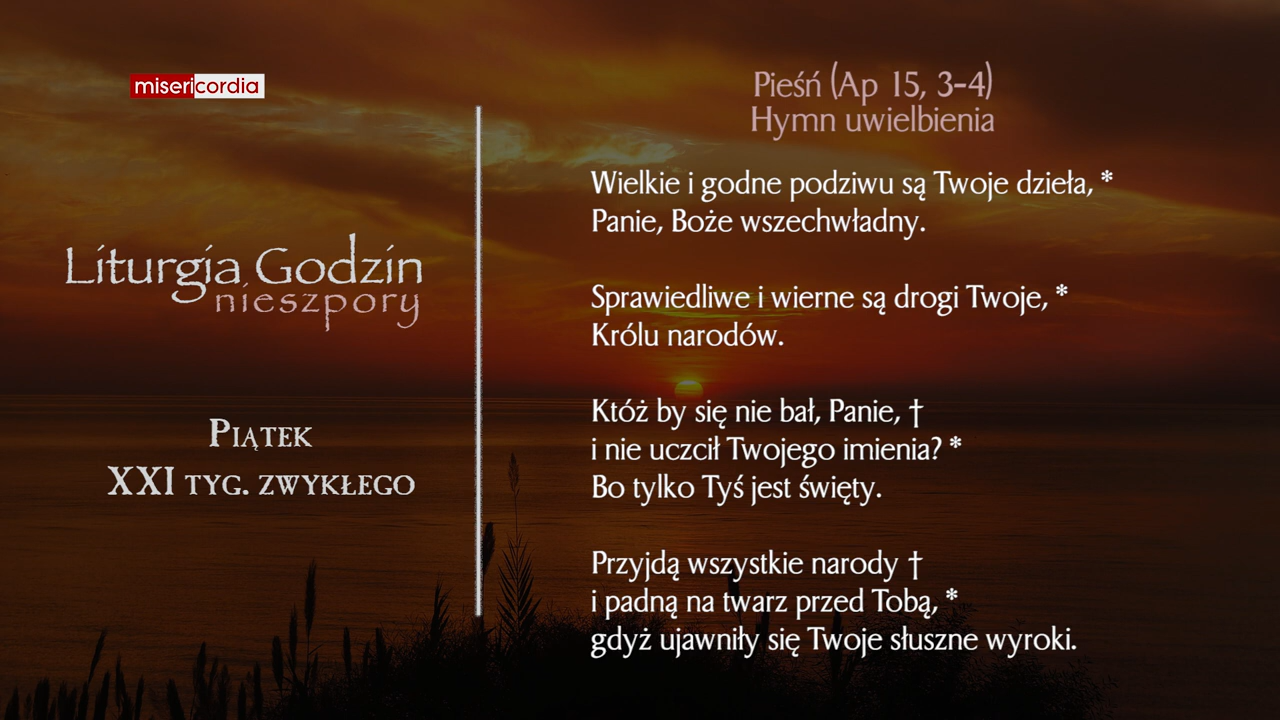 misericordia
Liturgia Godzin
nieszpory
Piątek
XXI tyg. zwykłego
Pieśń (Ap 15, 3-4)
Hymn uwielbienia
Wielkie i godne podziwu są Twoje dzieła, *
Panie, Boże wszechwładny.
Sprawiedliwe i wierne są drogi Twoje, *
Królu narodów.
Któż by się nie bał, Panie, †
i nie uczcił Twojego imienia? *
Bo tylko Tyś jest święty.
Przyjdą wszystkie narody †
i padną na twarz przed Tobą, *
gdyż ujawniły się Twoje słuszne wyroki.